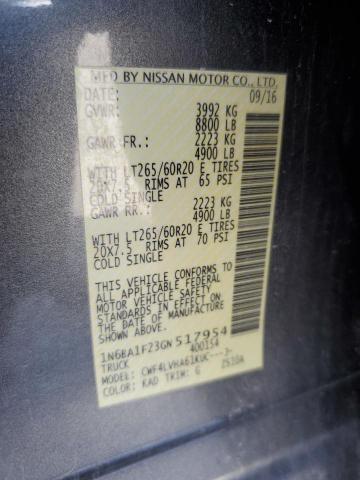 MFD BY NISSAN MOTOR CO., LTD.
DATE: 09/16
GVWR: 3992 KG
8800 LB
GAWR FR.: 2223 KG
4900 LB
WITH LT265/60R20 E TIRES
20X7.5 RIMS AT 65 PSI
COLD SINGLE
GAWR RR.: 2223 KG
4900 LB
WITH LT265/60R20 E TIRES
20X7.5 RIMS AT 70 PSI
COLD SINGLE
THIS VEHICLE CONFORMS TO
ALL APPLICABLE FEDERAL
MOTOR VEHICLE SAFETY
STANDARDS IN EFFECT ON
THE DATE OF MANUFACTURE
SHOWN ABOVE.
1N6BA1F23GN517954
TRUCK 400154
MODEL: CWF4LVHA61KUC---3-
COLOR: KAD TRIM: G Z510A